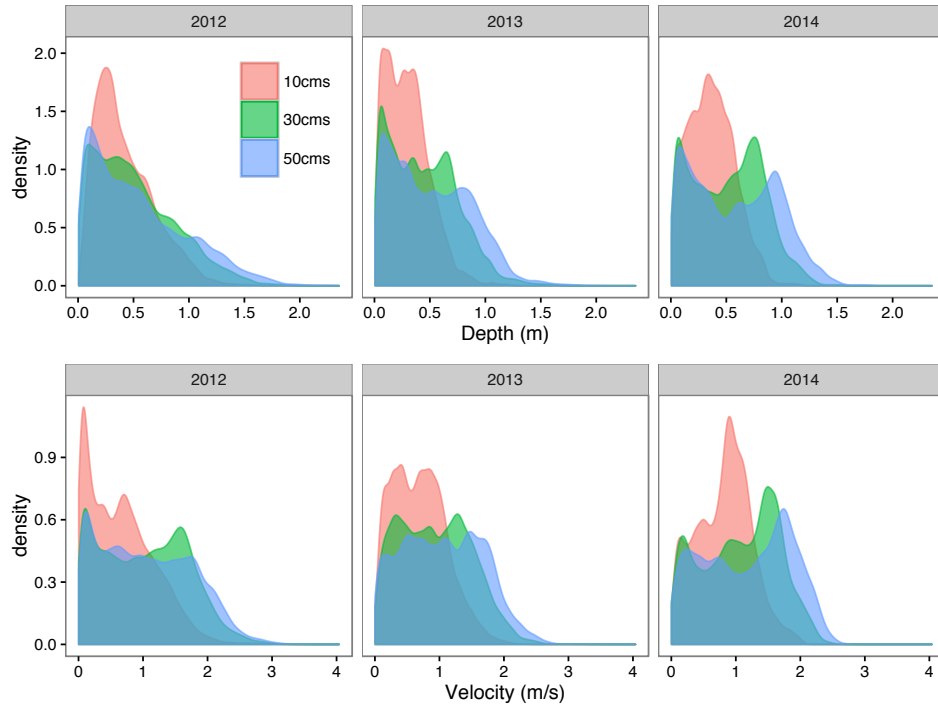 2012 2013 2014
2.0
1.5
1.0
0.5
0.0
density
10cms
30cms
50cms
0.0 0.5 1.0 1.5 2.0 0.0 0.5 1.0 1.5 2.0 0.0 0.5 1.0 1.5 2.0
Depth (m)
2012 2013 2014
0.9
0.6
0.3
0.0
density
0 1 2 3 4 0 1 2 3 4 0 1 2 3 4
Velocity (m/s)